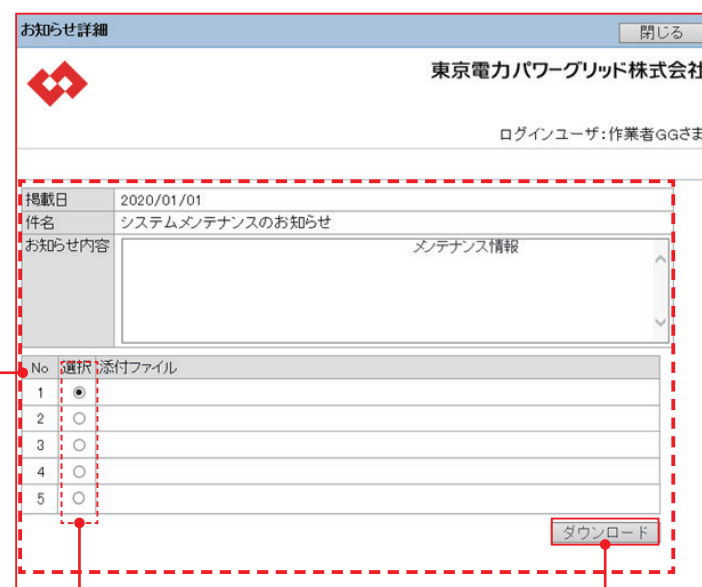 お知らせ詳細 閉じる
東京電力パワーグリッド株式会社
ログインユーザ:作業者GGさま
掲載日 2020/01/01
件名 システムメンテナンスのお知らせ
お知らせ内容 メンテナンス情報
No 選択 添付ファイル
1
2
3
4
5
ダウンロード